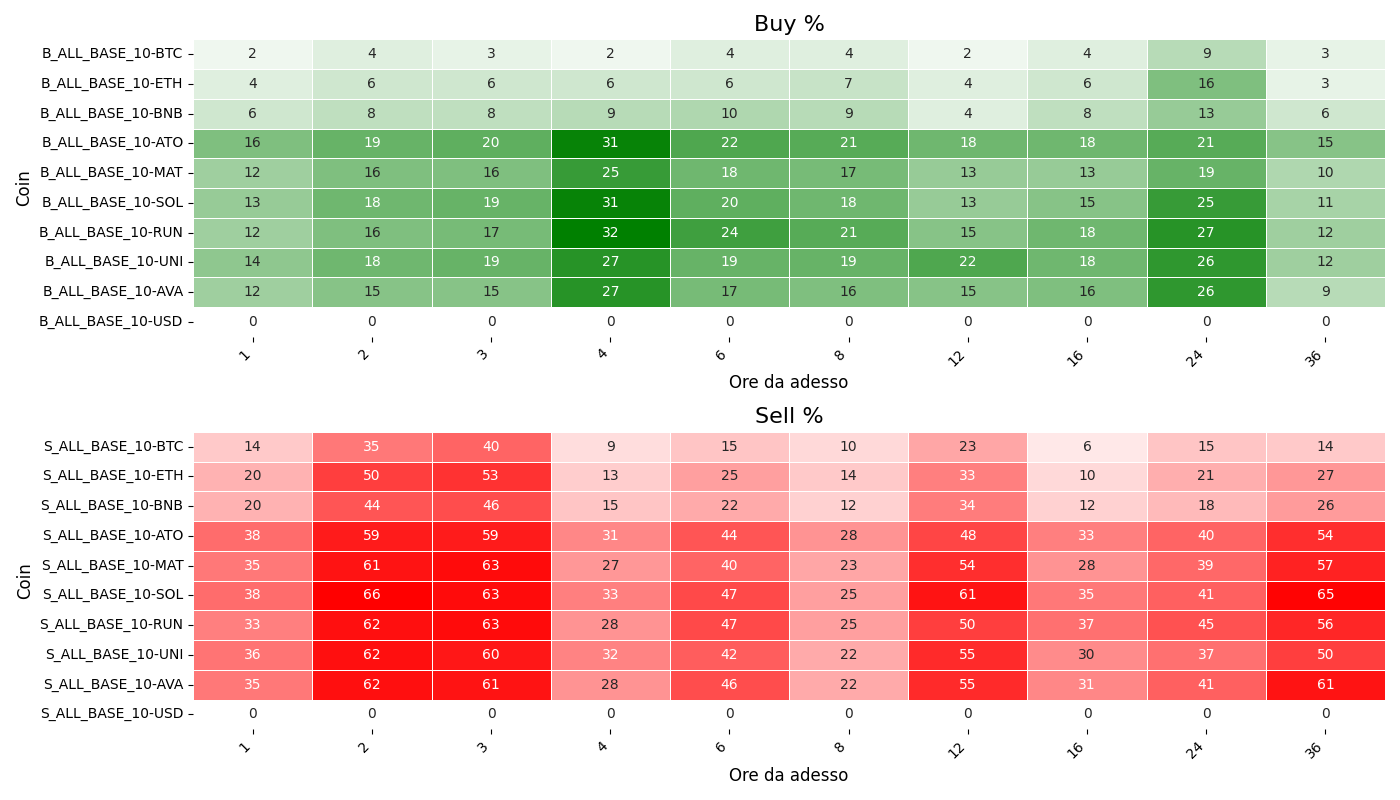 Buy %
Coin
B_ALL_BASE_10-BTC 2 4 3 2 4 4 2 4 9 3
B_ALL_BASE_10-ETH 4 6 6 6 6 7 4 6 16 3
B_ALL_BASE_10-BNB 6 8 8 9 10 9 4 8 13 6
B_ALL_BASE_10-ATO 16 19 20 31 22 21 18 18 21 15
B_ALL_BASE_10-MAT 12 16 16 25 18 17 13 13 19 10
B_ALL_BASE_10-SOL 13 18 19 31 20 18 13 15 25 11
B_ALL_BASE_10-RUN 12 16 17 32 24 21 15 18 27 12
B_ALL_BASE_10-UNI 14 18 19 27 19 19 22 18 26 12
B_ALL_BASE_10-AVA 12 15 15 27 17 16 15 16 26 9
B_ALL_BASE_10-USD 0 0 0 0 0 0 0 0 0 0
1 2 3 4 6 8 12 16 24 36
Ore da adesso
Sell %
Coin
S_ALL_BASE_10-BTC 14 35 40 9 15 10 23 6 15 14
S_ALL_BASE_10-ETH 20 50 53 13 25 14 33 10 21 27
S_ALL_BASE_10-BNB 20 44 46 15 22 12 34 12 18 26
S_ALL_BASE_10-ATO 38 59 59 31 44 28 48 33 40 54
S_ALL_BASE_10-MAT 35 61 63 27 40 23 54 28 39 57
S_ALL_BASE_10-SOL 38 66 63 33 47 25 61 35 41 65
S_ALL_BASE_10-RUN 33 62 63 28 47 25 50 37 45 56
S_ALL_BASE_10-UNI 36 62 60 32 42 22 55 30 37 50
S_ALL_BASE_10-AVA 35 62 61 28 46 22 55 31 41 61
S_ALL_BASE_10-USD 0 0 0 0 0 0 0 0 0 0
1 2 3 4 6 8 12 16 24 36
Ore da adesso